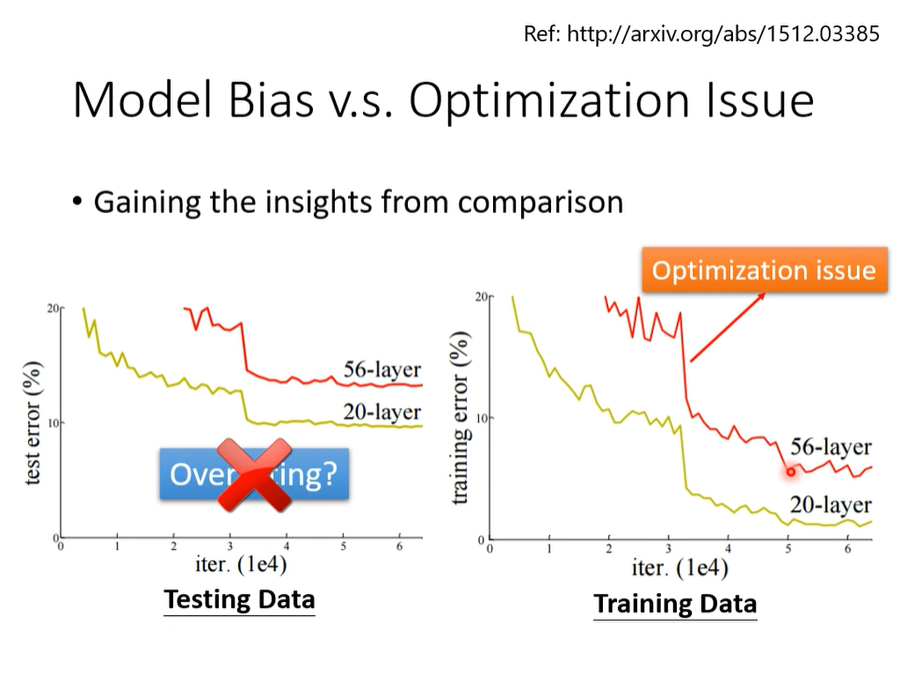 Ref: http://arxiv.org/abs/1512.03385
Model Bias v.s. Optimization Issue
• Gaining the insights from comparison
Optimization issue
20
10
0
test error (%)
56-layer
20-layer
0 1 2 3 4 5 6
iter. (1e4)
Testing Data
20
10
0
training error (%)
56-layer
20-layer
0 1 2 3 4 5 6
iter. (1e4)
Training Data